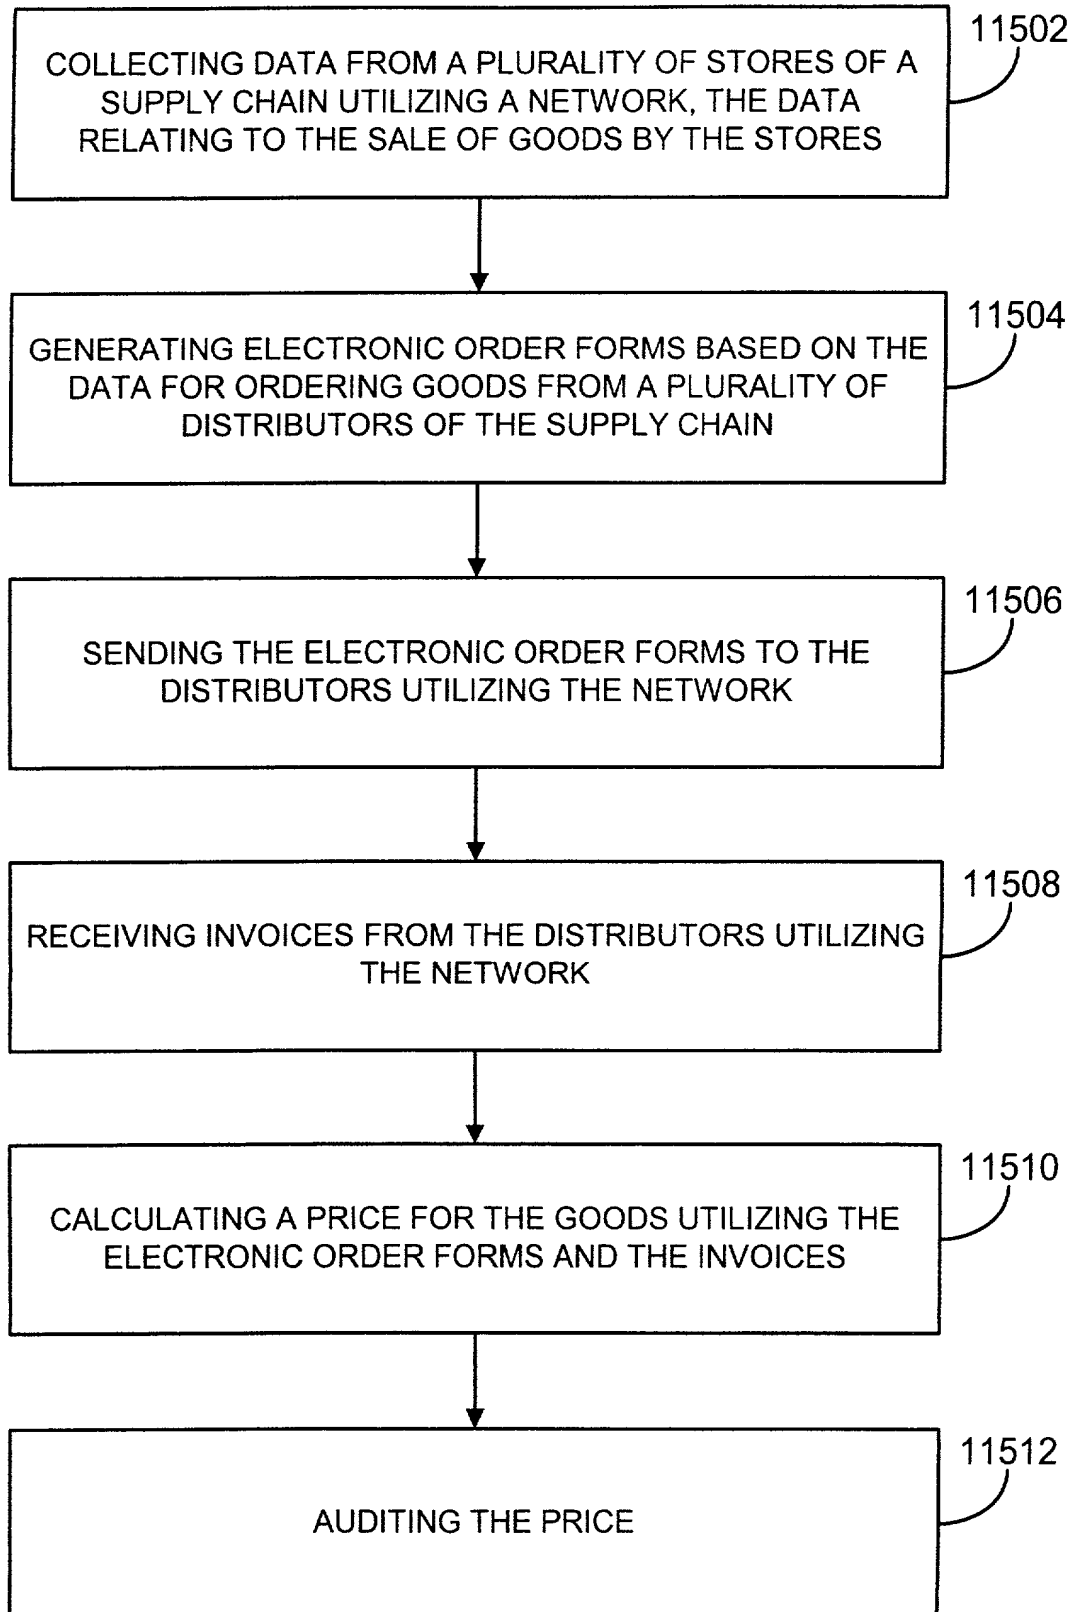 11502
COLLECTING DATA FROM A PLURALITY OF STORES OF A
SUPPLY CHAIN UTILIZING A NETWORK, THE DATA
RELATING TO THE SALE OF GOODS BY THE STORES
11504
GENERATING ELECTRONIC ORDER FORMS BASED ON THE
DATA FOR ORDERING GOODS FROM A PLURALITY OF
DISTRIBUTORS OF THE SUPPLY CHAIN
11506
SENDING THE ELECTRONIC ORDER FORMS TO THE
DISTRIBUTORS UTILIZING THE NETWORK
11508
RECEIVING INVOICES FROM THE DISTRIBUTORS UTILIZING
THE NETWORK
11510
CALCULATING A PRICE FOR THE GOODS UTILIZING THE
ELECTRONIC ORDER FORMS AND THE INVOICES
11512
AUDITING THE PRICE